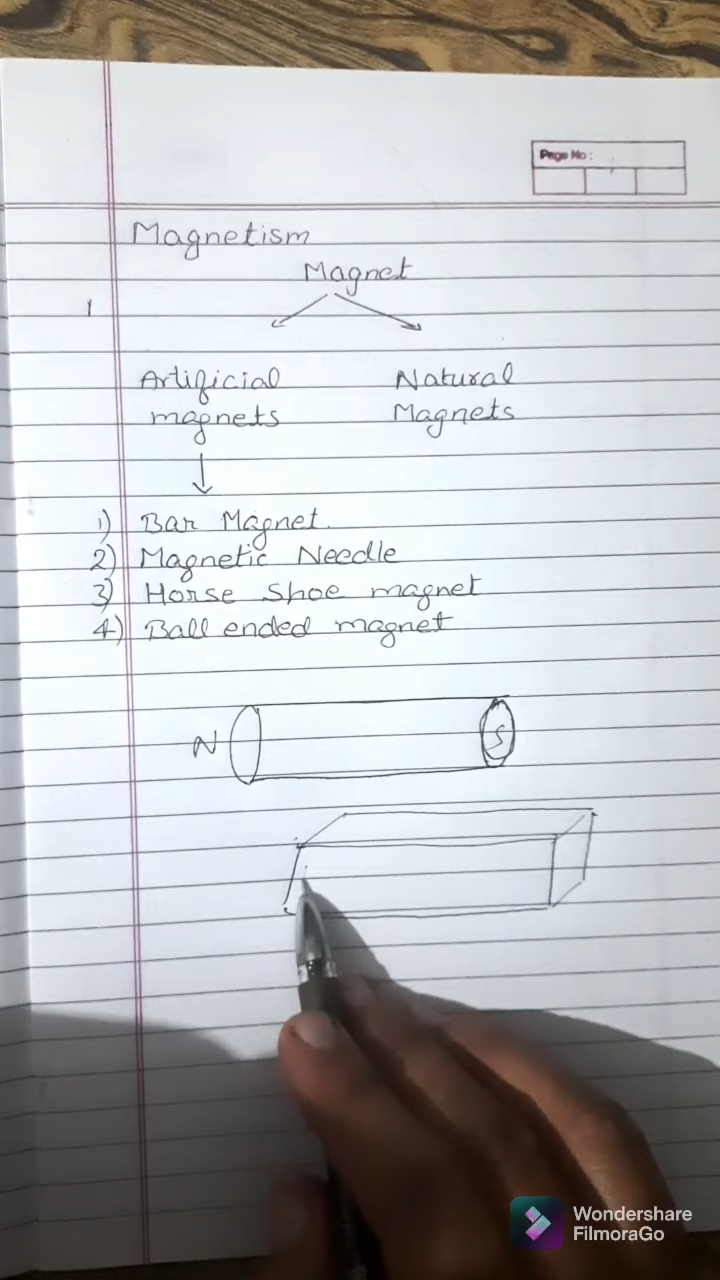 Page No :
Magnetism
Magnet
1
Artificial Natural
magnets Magnets
1) Bar Magnet.
2) Magnetic Needle
3) Horse Shoe magnet
4) Ball ended magnet
N S
Wondershare
FilmoraGo